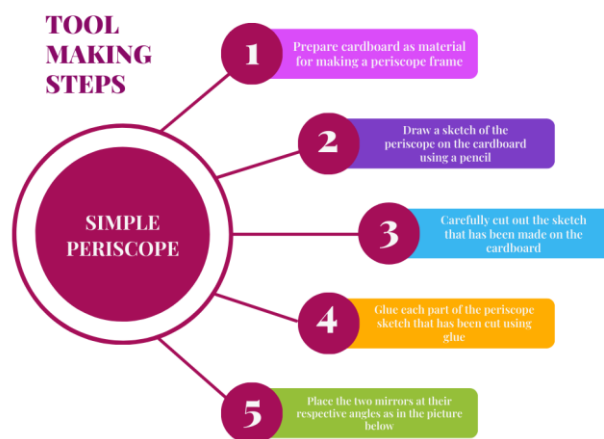 TOOL
MAKING
STEPS
SIMPLE
PERISCOPE
1
Prepare cardboard as material
for making a periscope frame
2
Draw a sketch of the
periscope on the cardboard
using a pencil
3
Carefully cut out the sketch
that has been made on the
cardboard
4
Glue each part of the periscope
sketch that has been cut using
glue
5
Place the two mirrors at their
respective angles as in the picture
below